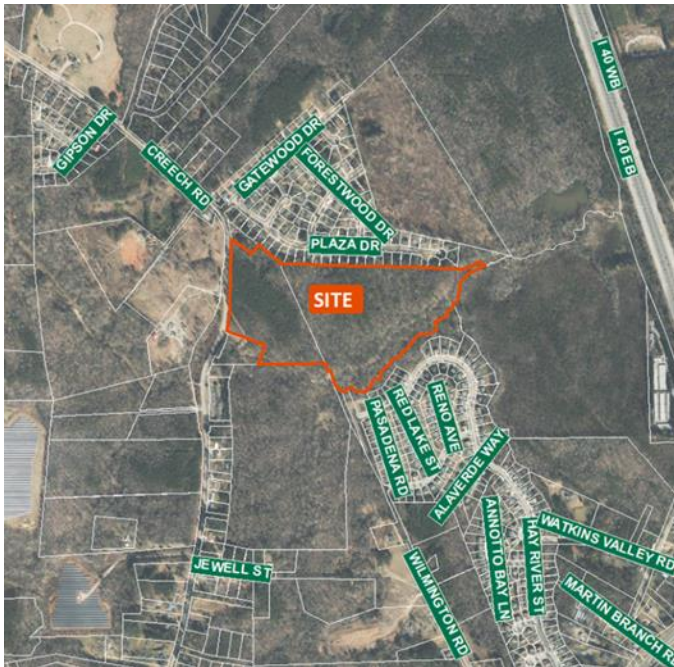 I 40 WB
I 40 EB
GIPSON DR
CREECH RD
GATEWOOD DR
FORESTWOOD DR
PLAZA DR
SITE
PASADENA RD
RED LAKE ST
RENO AVE
ALAVERDE WAY
ANNOTTO BAY LN
HAY RIVER ST
WATKINS VALLEY RD
JEWELL ST
WILMINGTON RD
MARTIN BRANCH R